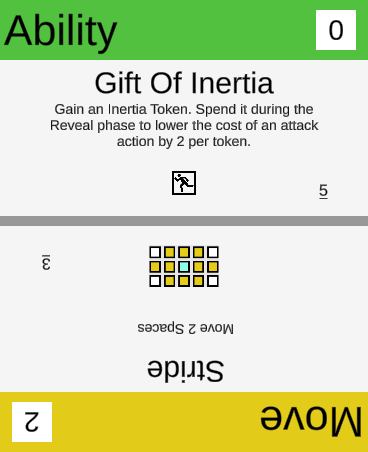 Ability
0
Gift Of Inertia
Gain an Inertia Token. Spend it during the
Reveal phase to lower the cost of an attack
action by 2 per token.
5
Move
2
Stride
Move 2 Spaces
3